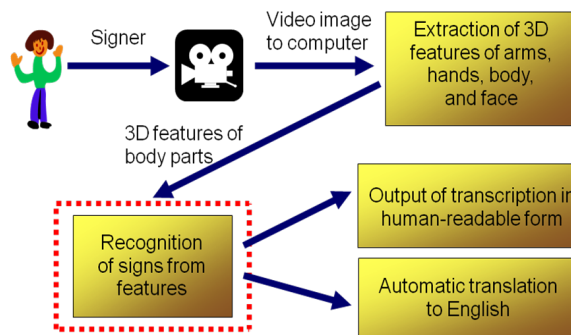 Signer
Video image
to computer
Extraction of 3D
features of arms,
hands, body,
and face
3D features of
body parts
Recognition
of signs from
features
Output of transcription in
human-readable form
Automatic translation
to English